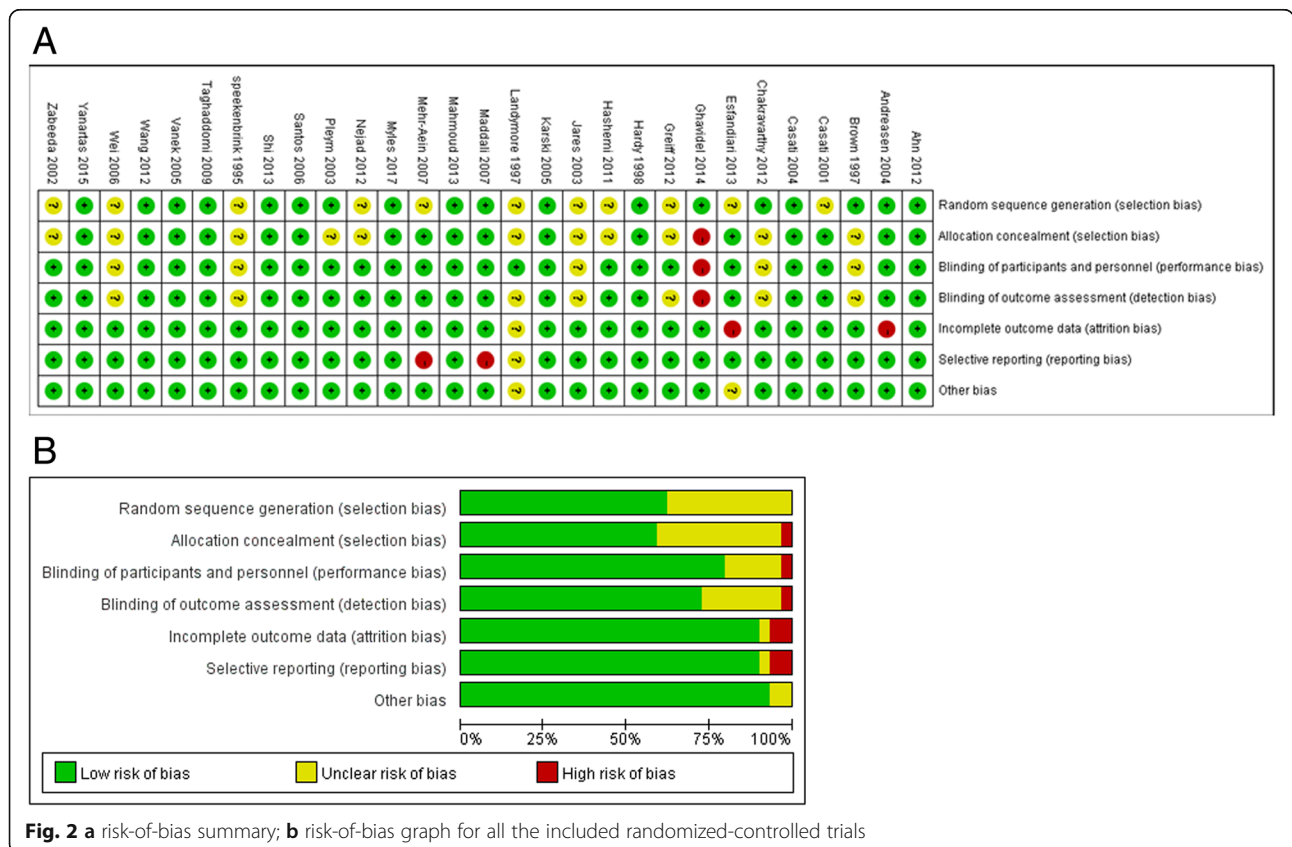 A
Zabeeda 2002
Yanartas 2015
Wei 2006
Wang 2012
Vanek 2005
Taghaddomi 2009
speekenbrink 1995
Shi 2013
Santos 2006
Pleym 2003
Nejad 2012
Myles 2017
Mehr-Aein 2007
Mahmoud 2013
Maddali 2007
Landymore 1997
Karski 2005
Jares 2003
Hashemi 2011
Hardy 1998
Greiff 2012
Ghavidel 2014
Esfandiari 2013
Chakravarthy 2012
Casati 2004
Casati 2001
Brown 1997
Andreasen 2004
Ahn 2012
? + ? + + + ? + + + ? + ? + + ? + ? ? + ? + ? + + ? + + + Random sequence generation (selection bias)
? + ? + + + ? + + ? ? + + + + ? + ? ? + ? - + ? + + ? + + Allocation concealment (selection bias)
+ + ? + + + ? + + + + + + + + + + ? + + + - + ? + + ? + + Blinding of participants and personnel (performance bias)
+ + ? + + + ? + + + + + + + + ? + ? + + ? - + ? + + ? + + Blinding of outcome assessment (detection bias)
+ + + + + + + + + + + + + + + ? + + + + + + - + + + + - + Incomplete outcome data (attrition bias)
+ + + + + + + + + + + + - + - ? + + + + + + + + + + + + + Selective reporting (reporting bias)
+ + + + + + + + + + + + + + + ? + + + + + + ? + + + + + + Other bias
B
Random sequence generation (selection bias)
Allocation concealment (selection bias)
Blinding of participants and personnel (performance bias)
Blinding of outcome assessment (detection bias)
Incomplete outcome data (attrition bias)
Selective reporting (reporting bias)
Other bias
0% 25% 50% 75% 100%
Low risk of bias Unclear risk of bias High risk of bias
Fig. 2 a risk-of-bias summary; b risk-of-bias graph for all the included randomized-controlled trials